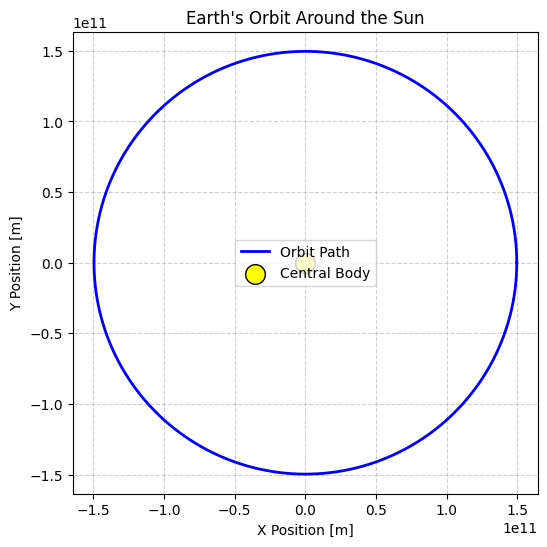 Earth's Orbit Around the Sun
1e11
1.5
1.0
0.5
0.0
−0.5
−1.0
−1.5
Y Position [m]
Orbit Path
Central Body
−1.5 −1.0 −0.5 0.0 0.5 1.0 1.5
X Position [m]
1e11